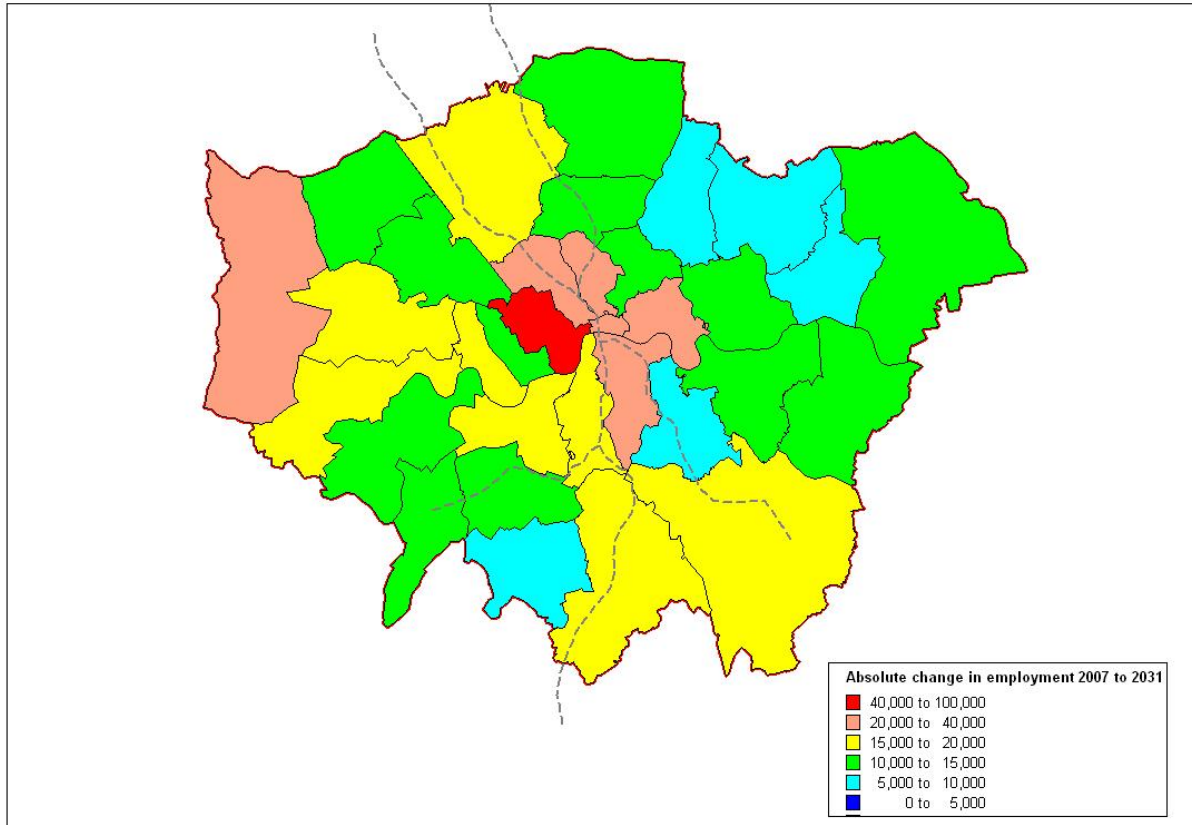 Absolute change in employment 2007 to 2031
40,000 to 100,000
20,000 to 40,000
15,000 to 20,000
10,000 to 15,000
5,000 to 10,000
0 to 5,000